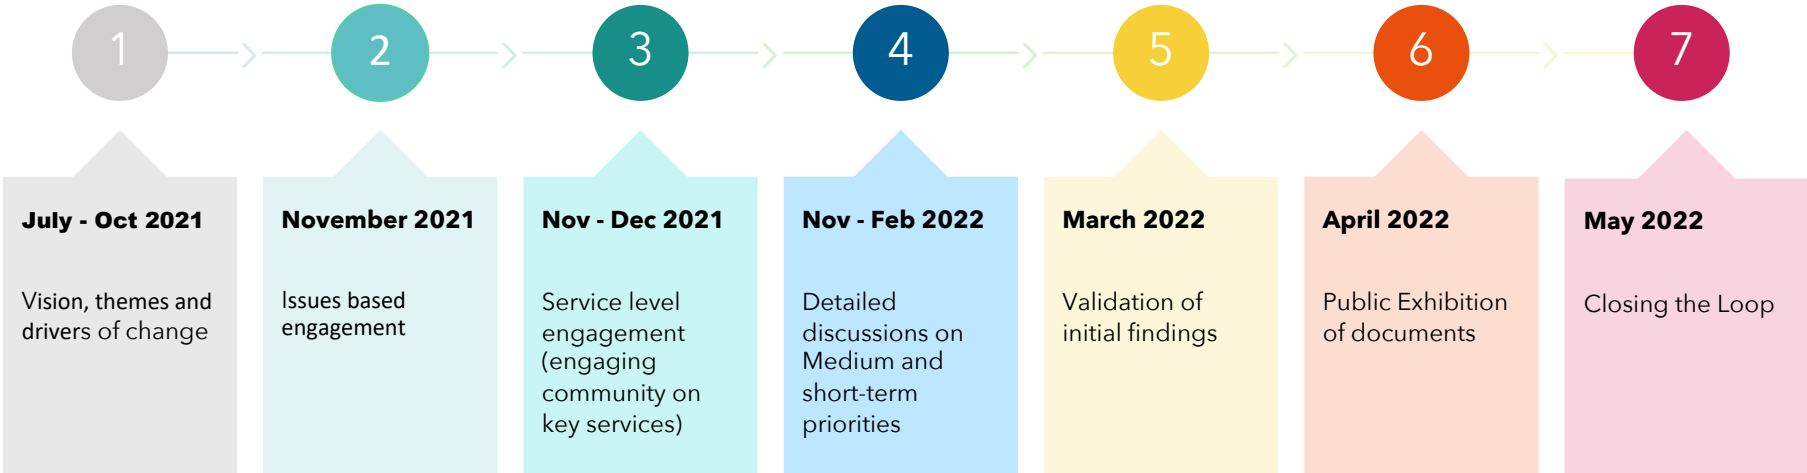 1
2
3
4
5
6
7
July - Oct 2021
Vision, themes and
drivers of change
November 2021
Issues based
engagement
Nov - Dec 2021
Service level
engagement
(engaging
community on
key services)
Nov - Feb 2022
Detailed
discussions on
Medium and
short-term
priorities
March 2022
Validation of
initial findings
April 2022
Public Exhibition
of documents
May 2022
Closing the Loop